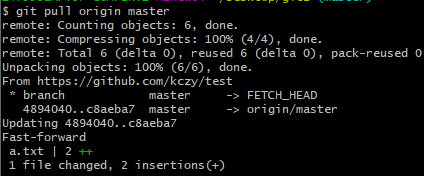 $ git pull origin master
remote: Counting objects: 6, done.
remote: Compressing objects: 100% (4/4), done.
remote: Total 6 (delta 0), reused 6 (delta 0), pack-reused 0
Unpacking objects: 100% (6/6), done.
From https://github.com/kczy/test
 * branch            master     -> FETCH_HEAD
   4894040..c8aeba7  master     -> origin/master
Updating 4894040..c8aeba7
Fast-forward
 a.txt | 2 ++
 1 file changed, 2 insertions(+)